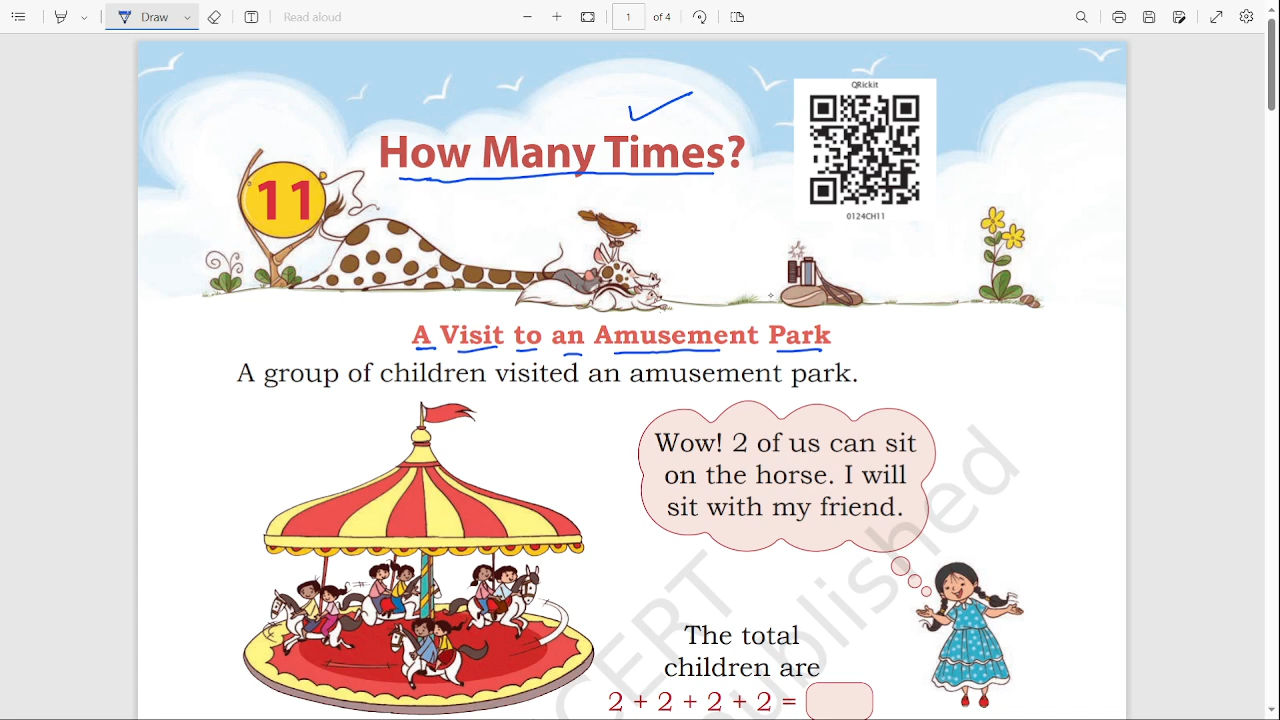 Draw
Read aloud
1 of 4
QRickit
How Many Times?
11
0124CH11
A Visit to an Amusement Park
A group of children visited an amusement park.
Wow! 2 of us can sit
on the horse. I will
sit with my friend.
The total
children are
2 + 2 + 2 + 2 =